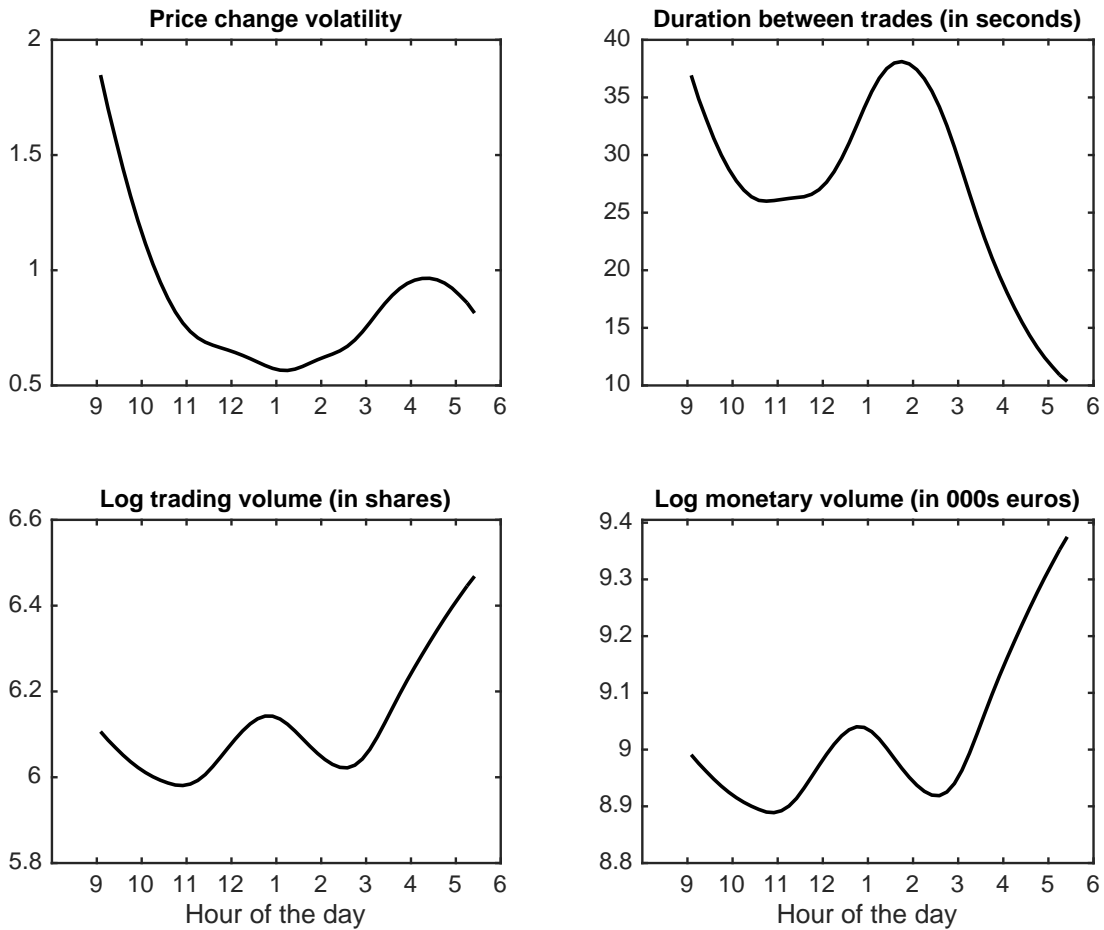 Price change volatility
2
1.5
1
0.5
9 10 11 12 1 2 3 4 5 6
Duration between trades (in seconds)
40
35
30
25
20
15
10
9 10 11 12 1 2 3 4 5 6
Log trading volume (in shares)
6.6
6.4
6.2
6
5.8
9 10 11 12 1 2 3 4 5 6
Hour of the day
Log monetary volume (in 000s euros)
9.4
9.3
9.2
9.1
9
8.9
8.8
9 10 11 12 1 2 3 4 5 6
Hour of the day